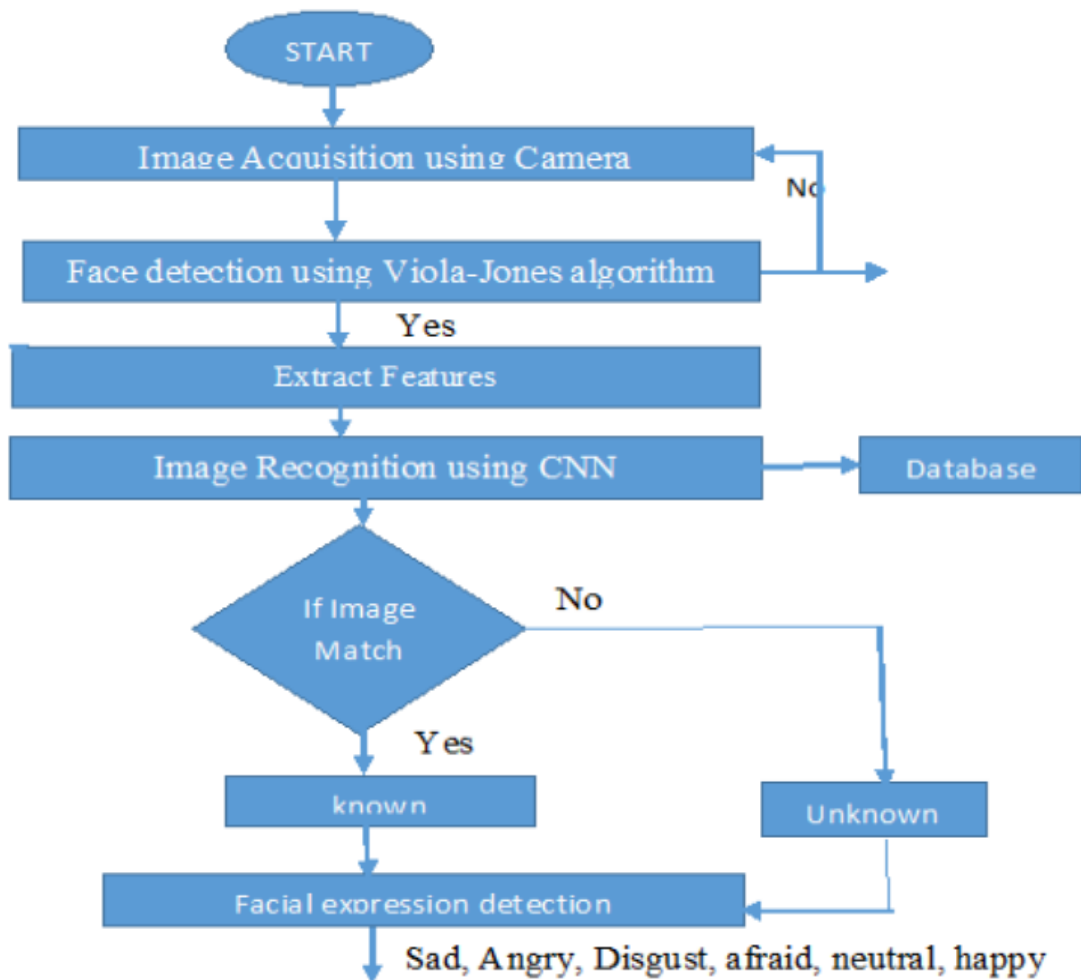 START
Image Acquisition using Camera
No
Face detection using Viola-Jones algorithm
Yes
Extract Features
Image Recognition using CNN
Database
If Image
Match
No
Yes
known
Unknown
Facial expression detection
Sad, Angry, Disgust, afraid, neutral, happy